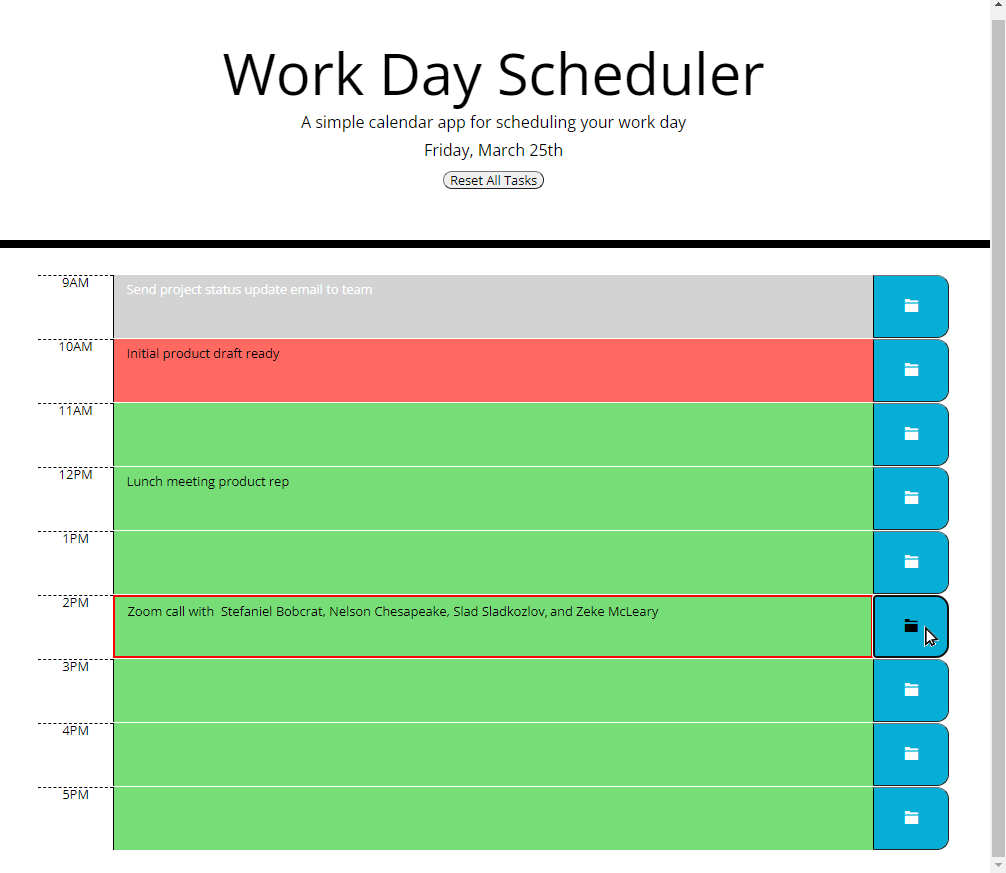 Work Day Scheduler
A simple calendar app for scheduling your work day
Friday, March 25th
Reset All Tasks
9AM
Send project status update email to team
10AM
Initial product draft ready
11AM
12PM
Lunch meeting product rep
1PM
2PM
Zoom call with  Stefaniel Bobcrat, Nelson Chesapeake, Slad Sladkozlov, and Zeke McLeary
3PM
4PM
5PM